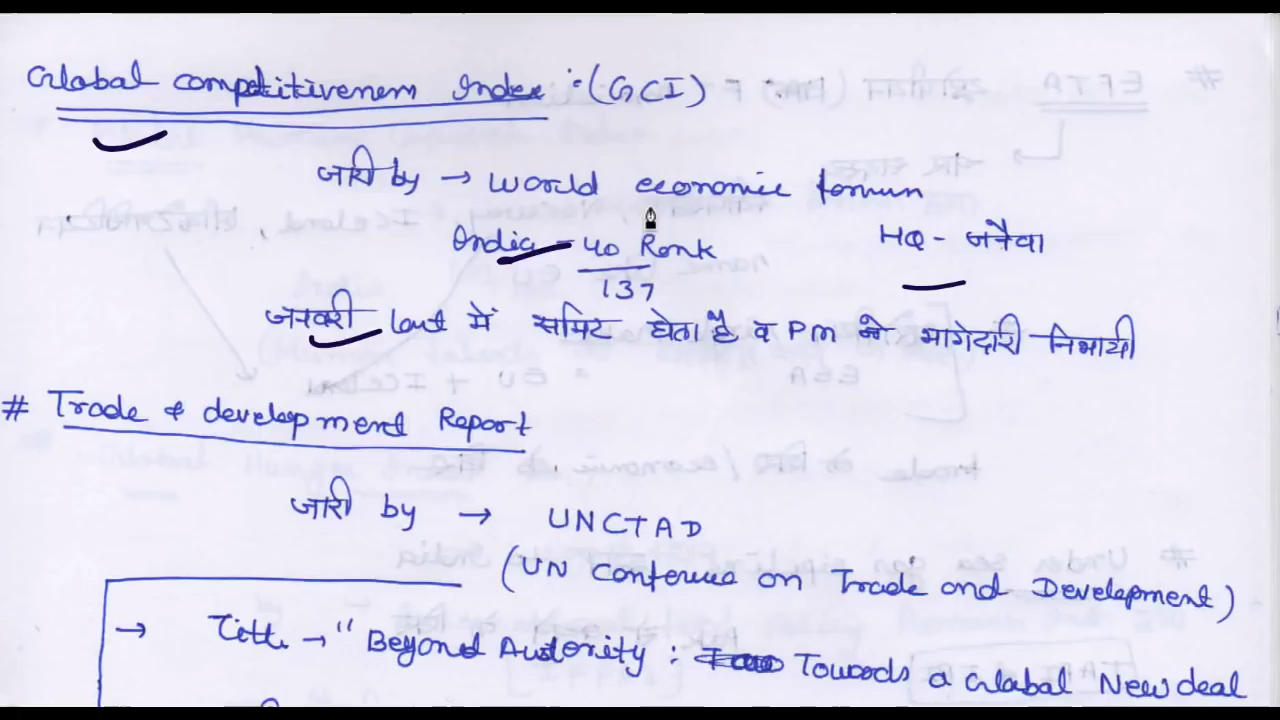 Global competitiveness Index :- (GCI)
जारी by → World economic forum
India - 40 Rank
137
HQ - जनैवा
जनवरी last में समिट होता है व PM ने भागेदारी निभायी
# Trade & development Report
जारी by → UNCTAD
(UN Conference on Trade and Development)
→ Title → " Beyond Austerity : Towards a Global New deal